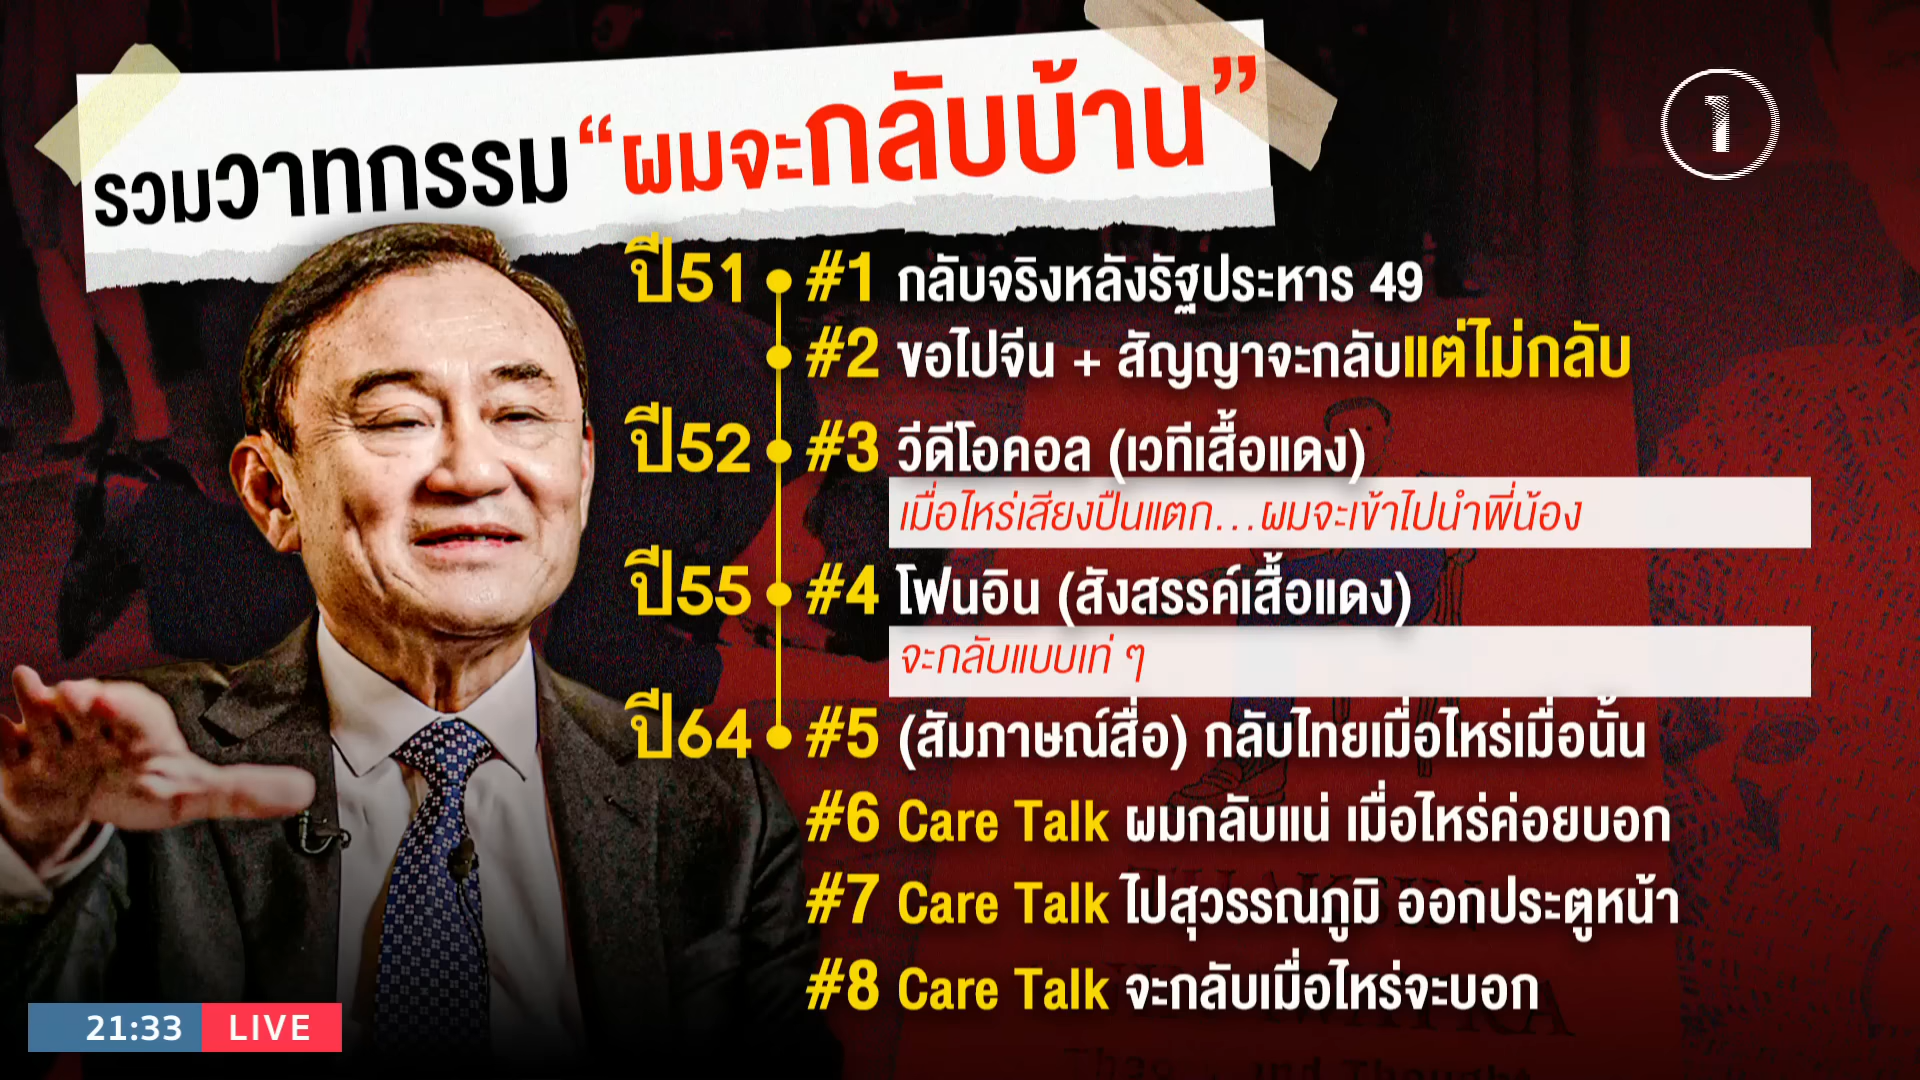 รวมวาทกรรม “ผมจะกลับบ้าน”
1
ปี51 #1 กลับจริงหลังรัฐประหาร 49
#2 ขอไปจีน + สัญญาจะกลับแต่ไม่กลับ
ปี52 #3 วีดีโอคอล (เวทีเสื้อแดง)
เมื่อไหร่เสียงปืนแตก...ผมจะเข้าไปนำพี่น้อง
ปี55 #4 โฟนอิน (สังสรรค์เสื้อแดง)
จะกลับแบบเท่ ๆ
ปี64 #5 (สัมภาษณ์สื่อ) กลับไทยเมื่อไหร่เมื่อนั้น
#6 Care Talk ผมกลับแน่ เมื่อไหร่ค่อยบอก
#7 Care Talk ไปสุวรรณภูมิ ออกประตูหน้า
#8 Care Talk จะกลับเมื่อไหร่จะบอก
21:33 LIVE